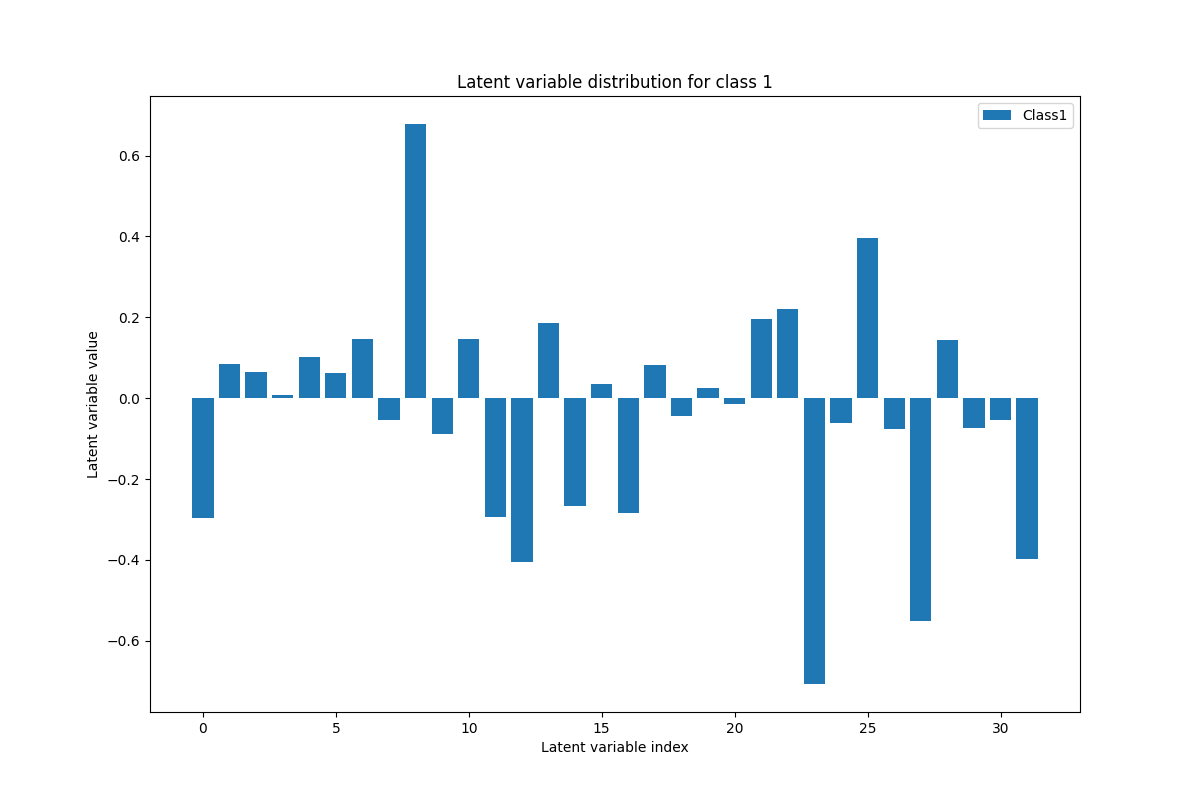 Latent variable distribution for class 1
Class1
0.6
0.4
0.2
0.0
−0.2
−0.4
−0.6
Latent variable value
0 5 10 15 20 25 30
Latent variable index